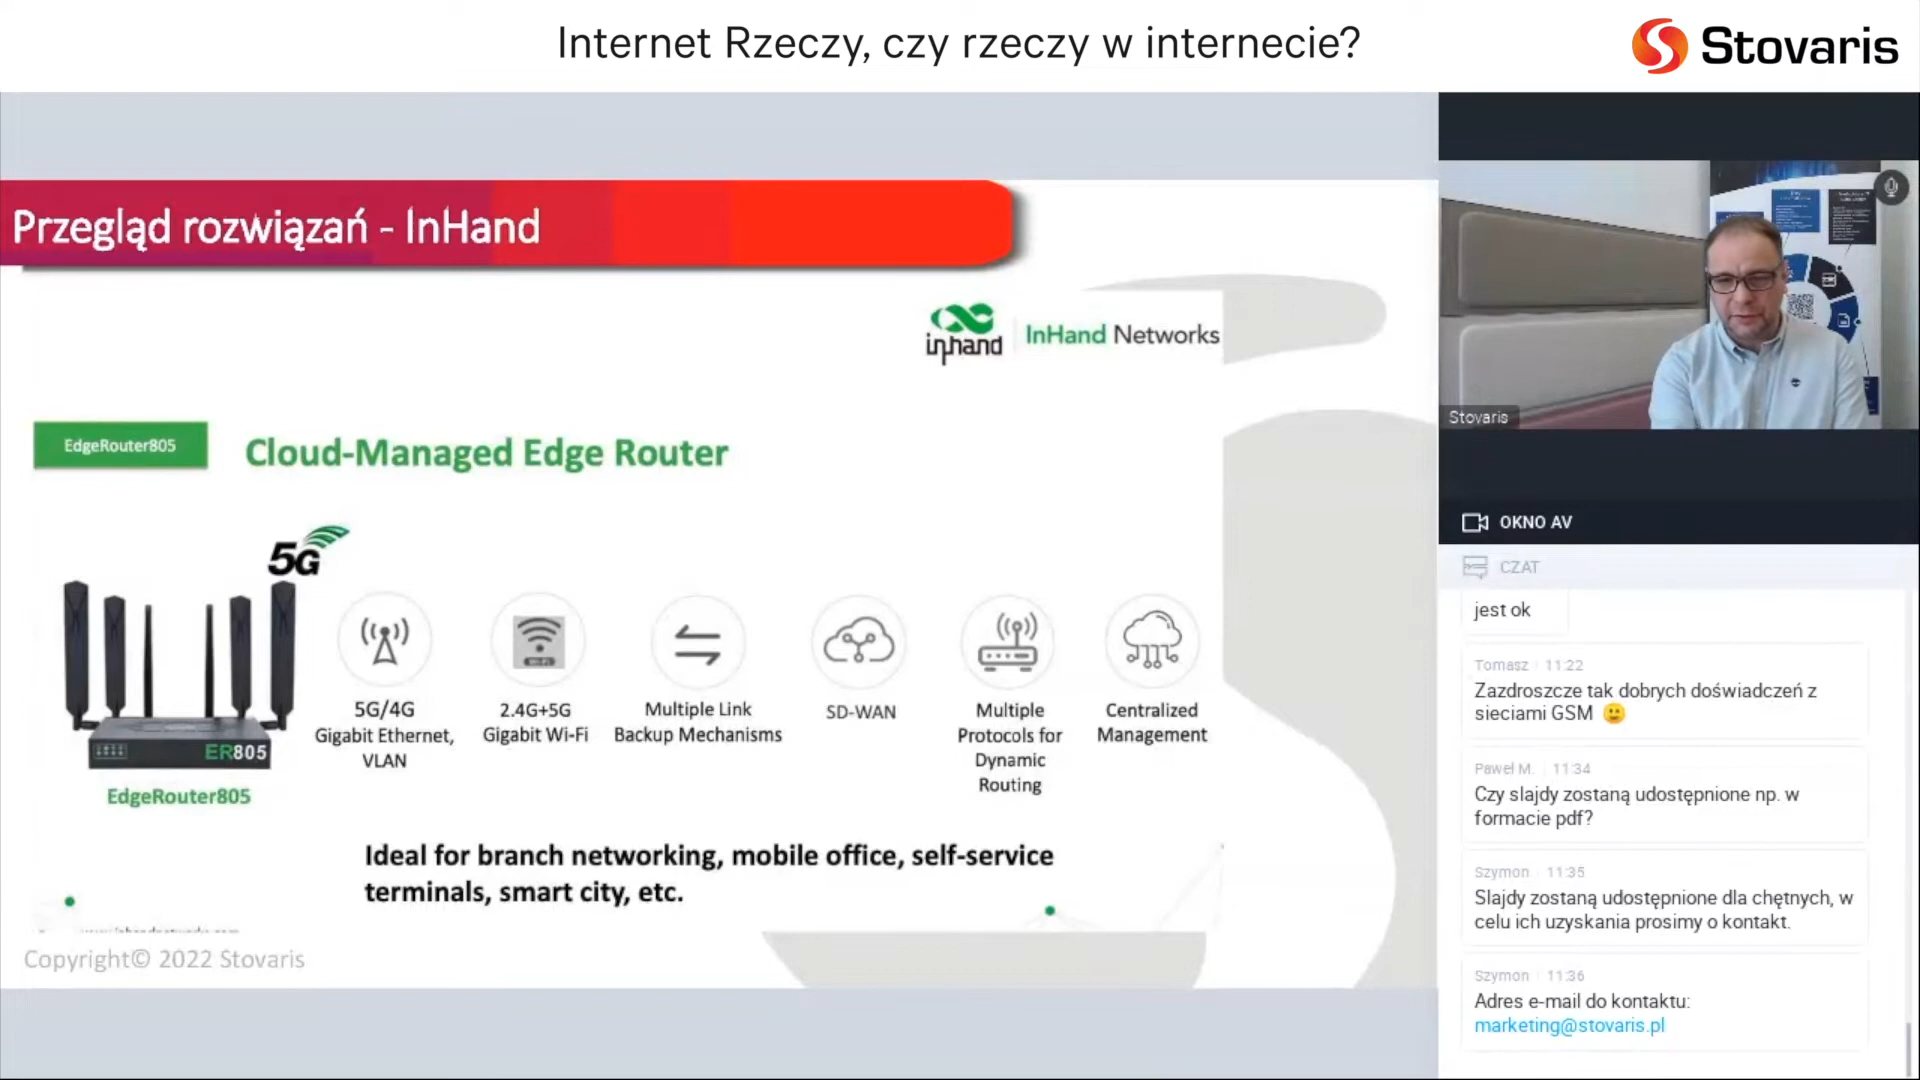 Internet Rzeczy, czy rzeczy w internecie?
Stovaris
Przegląd rozwiązań - InHand
inhand
InHand Networks
EdgeRouter805
Cloud-Managed Edge Router
5G
ER805
EdgeRouter805
5G/4G
Gigabit Ethernet,
VLAN
2.4G+5G
Gigabit Wi-Fi
Multiple Link
Backup Mechanisms
SD-WAN
Multiple
Protocols for
Dynamic
Routing
Centralized
Management
Ideal for branch networking, mobile office, self-service
terminals, smart city, etc.
Copyright© 2022 Stovaris
Stovaris
OKNO AV
CZAT
jest ok
Tomasz 11:22
Zazdroszcze tak dobrych doświadczeń z
sieciami GSM 🙂
Paweł M. 11:34
Czy slajdy zostaną udostępnione np. w
formacie pdf?
Szymon 11:35
Slajdy zostaną udostępnione dla chętnych, w
celu ich uzyskania prosimy o kontakt.
Szymon 11:36
Adres e-mail do kontaktu:
marketing@stovaris.pl